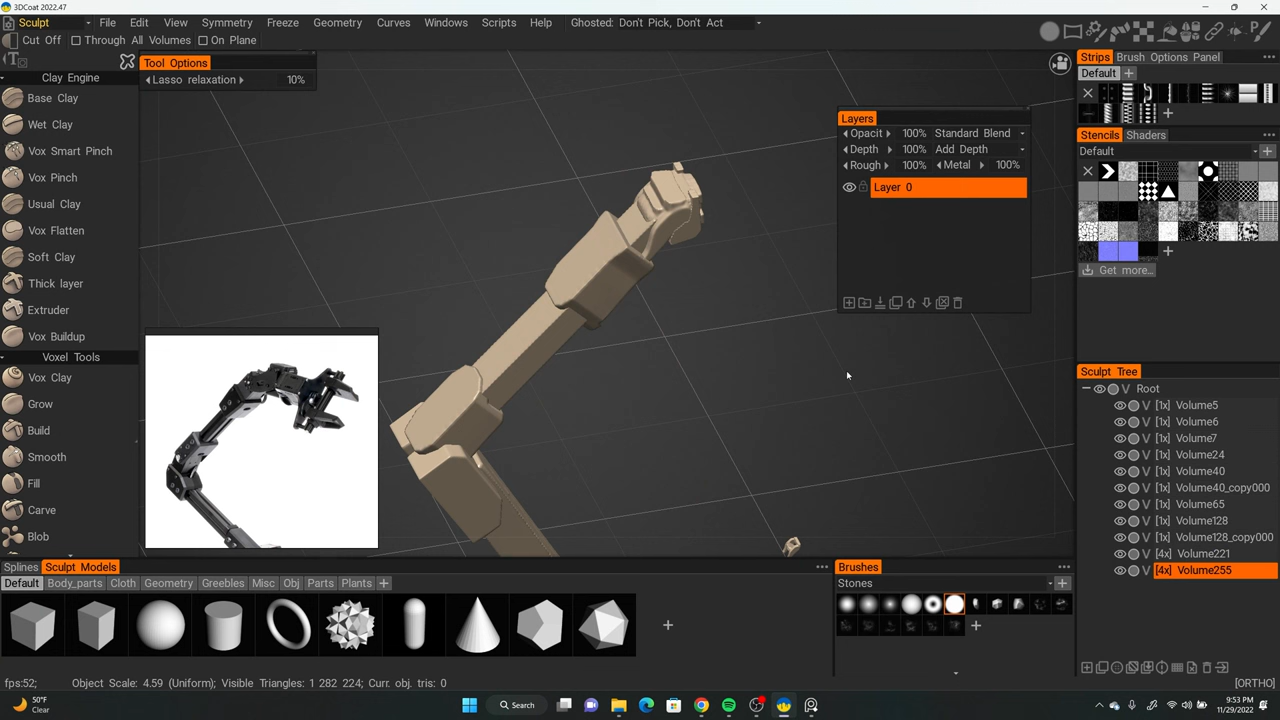 3DCoat 2022.47
Sculpt File Edit View Symmetry Freeze Geometry Curves Windows Scripts Help Ghosted: Don't Pick, Don't Act
Cut Off Through All Volumes On Plane
Tool Options
Lasso relaxation 10%
Clay Engine
Base Clay
Wet Clay
Vox Smart Pinch
Vox Pinch
Usual Clay
Vox Flatten
Soft Clay
Thick layer
Extruder
Vox Buildup
Voxel Tools
Vox Clay
Grow
Build
Smooth
Fill
Carve
Blob
Layers
Opacit 100% Standard Blend
Depth 100% Add Depth
Rough 100% Metal 100%
Layer 0
Strips Brush Options Panel
Default
Stencils Shaders
Default
Get more...
Sculpt Tree
V Root
V [1x] Volume5
V [1x] Volume6
V [1x] Volume7
V [1x] Volume24
V [1x] Volume40
V [1x] Volume40_copy000
V [1x] Volume65
V [1x] Volume128
V [1x] Volume128_copy000
V [4x] Volume221
V [4x] Volume255
Splines Sculpt Models
Default Body_parts Cloth Geometry Greebles Misc Obj Parts Plants
Brushes
Stones
fps:52; Object Scale: 4.59 (Uniform); Visible Triangles: 1 282 224; Curr. obj. tris: 0
[ORTHO]
50°F
Clear
Search
9:53 PM
11/29/2022